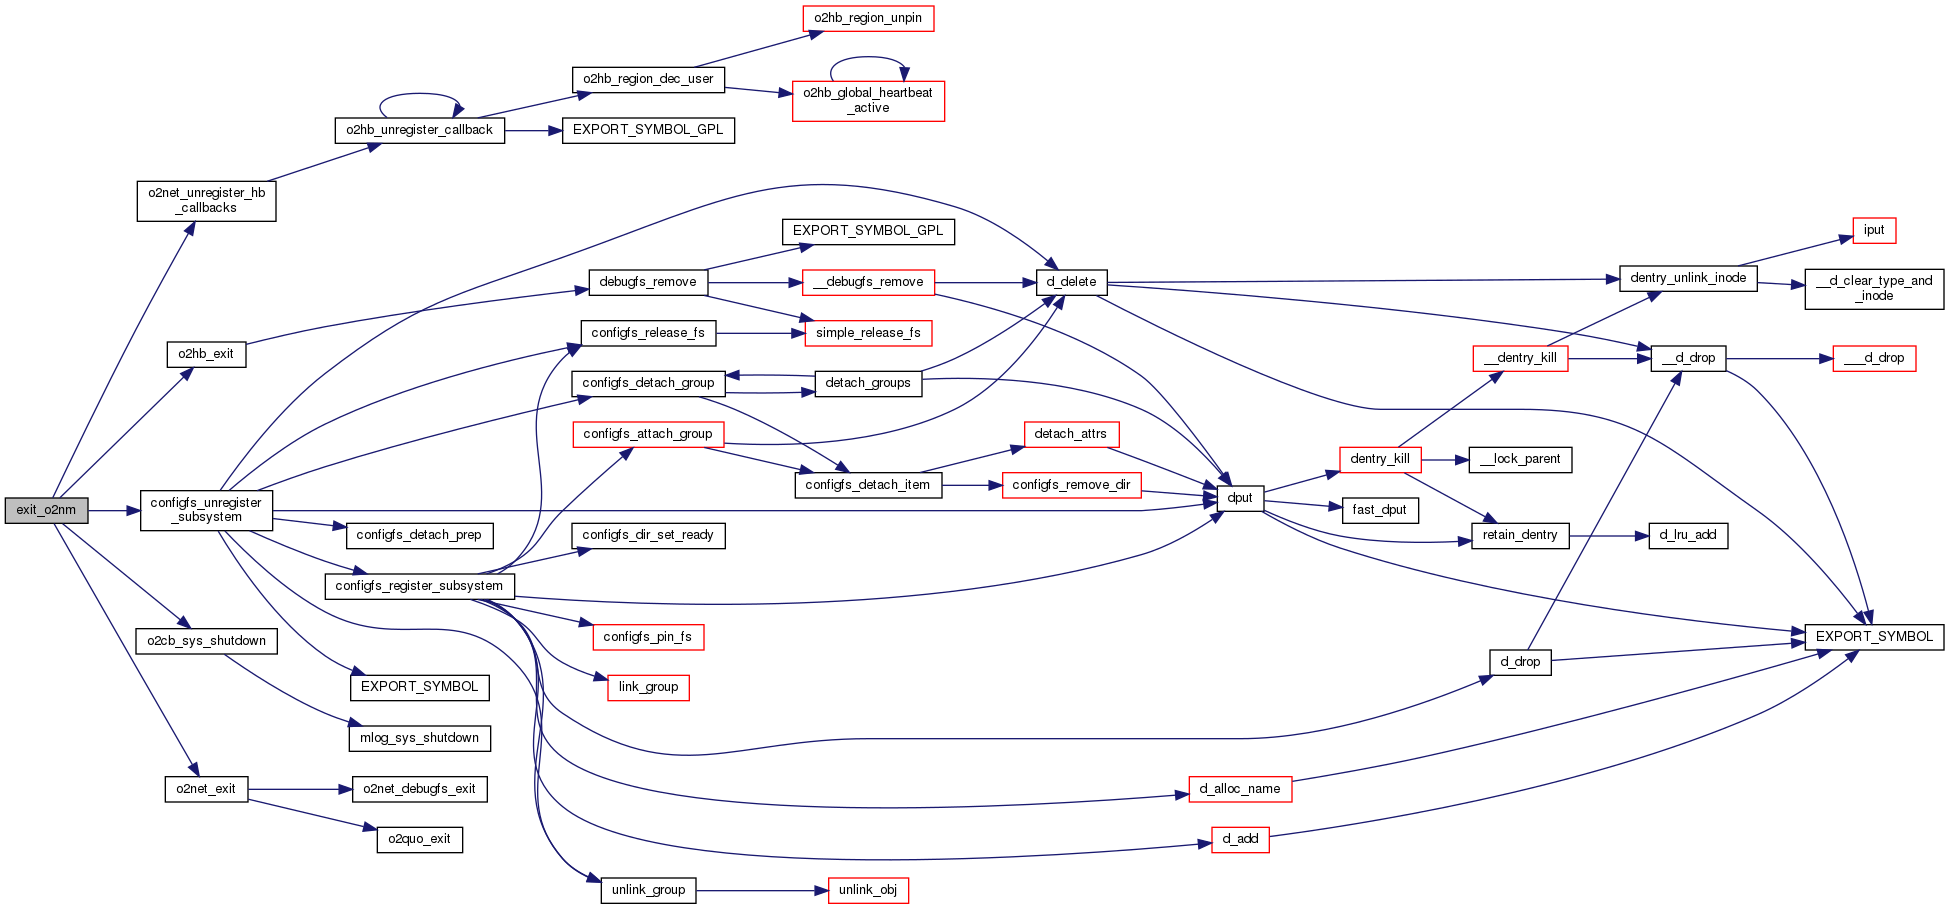 o2hb_region_unpin
o2hb_region_dec_user
o2hb_global_heartbeat
_active
o2hb_unregister_callback
EXPORT_SYMBOL_GPL
o2net_unregister_hb
_callbacks
EXPORT_SYMBOL_GPL
iput
debugfs_remove
__debugfs_remove
d_delete
dentry_unlink_inode
__d_clear_type_and
_inode
configfs_release_fs
simple_release_fs
o2hb_exit
__dentry_kill
__d_drop
___d_drop
configfs_detach_group
detach_groups
configfs_attach_group
detach_attrs
dentry_kill
__lock_parent
configfs_detach_item
configfs_remove_dir
dput
fast_dput
exit_o2nm
configfs_unregister
_subsystem
configfs_detach_prep
configfs_dir_set_ready
retain_dentry
d_lru_add
configfs_register_subsystem
o2cb_sys_shutdown
configfs_pin_fs
EXPORT_SYMBOL
d_drop
EXPORT_SYMBOL
link_group
mlog_sys_shutdown
o2net_exit
o2net_debugfs_exit
d_alloc_name
o2quo_exit
d_add
unlink_group
unlink_obj